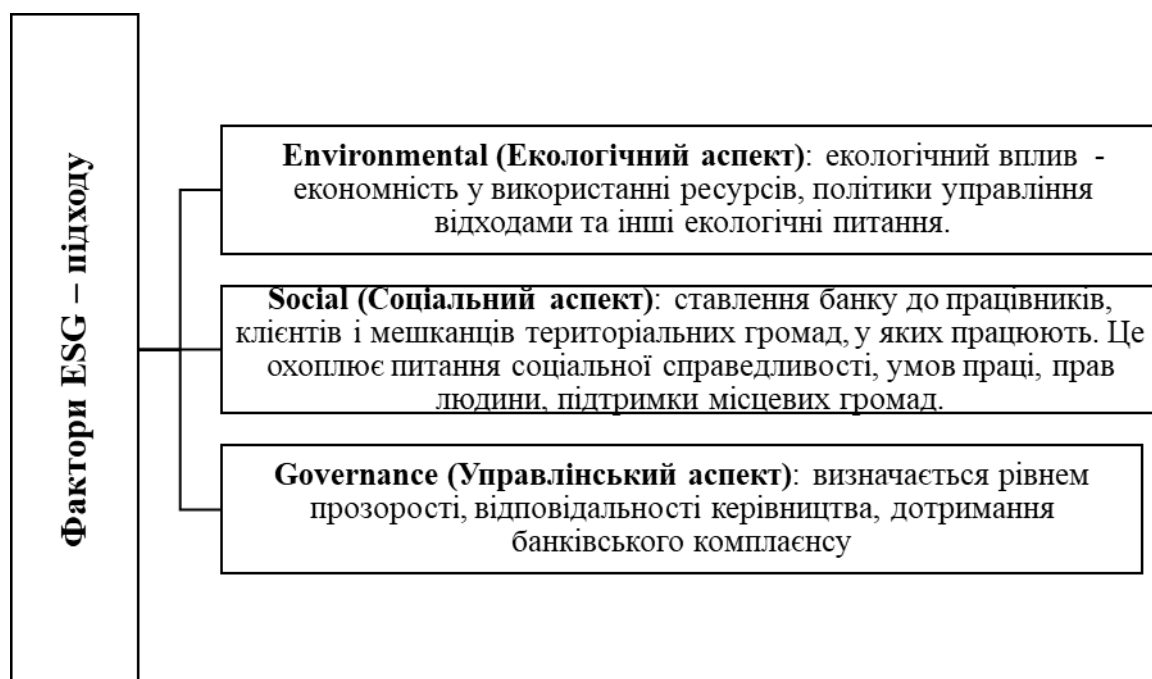 Фактори ESG – підходу
Environmental (Екологічний аспект): екологічний вплив -
економність у використанні ресурсів, політики управління
відходами та інші екологічні питання.
Social (Соціальний аспект): ставлення банку до працівників,
клієнтів і мешканців територіальних громад, у яких працюють. Це
охоплює питання соціальної справедливості, умов праці, прав
людини, підтримки місцевих громад.
Governance (Управлінський аспект): визначається рівнем
прозорості, відповідальності керівництва, дотримання
банківського комплаєнсу